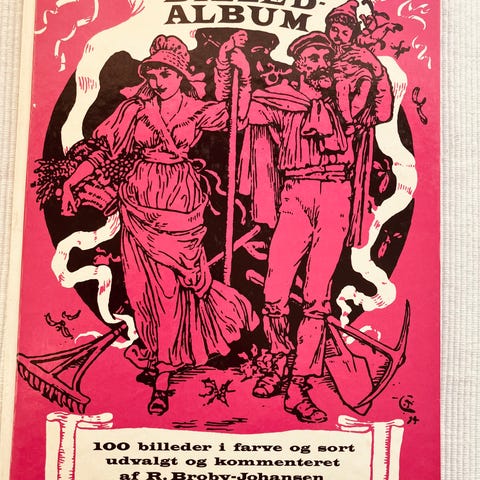 ALBUM
100 billeder i farve og sort
udvalgt og kommenteret
af R. Broby-Johansen